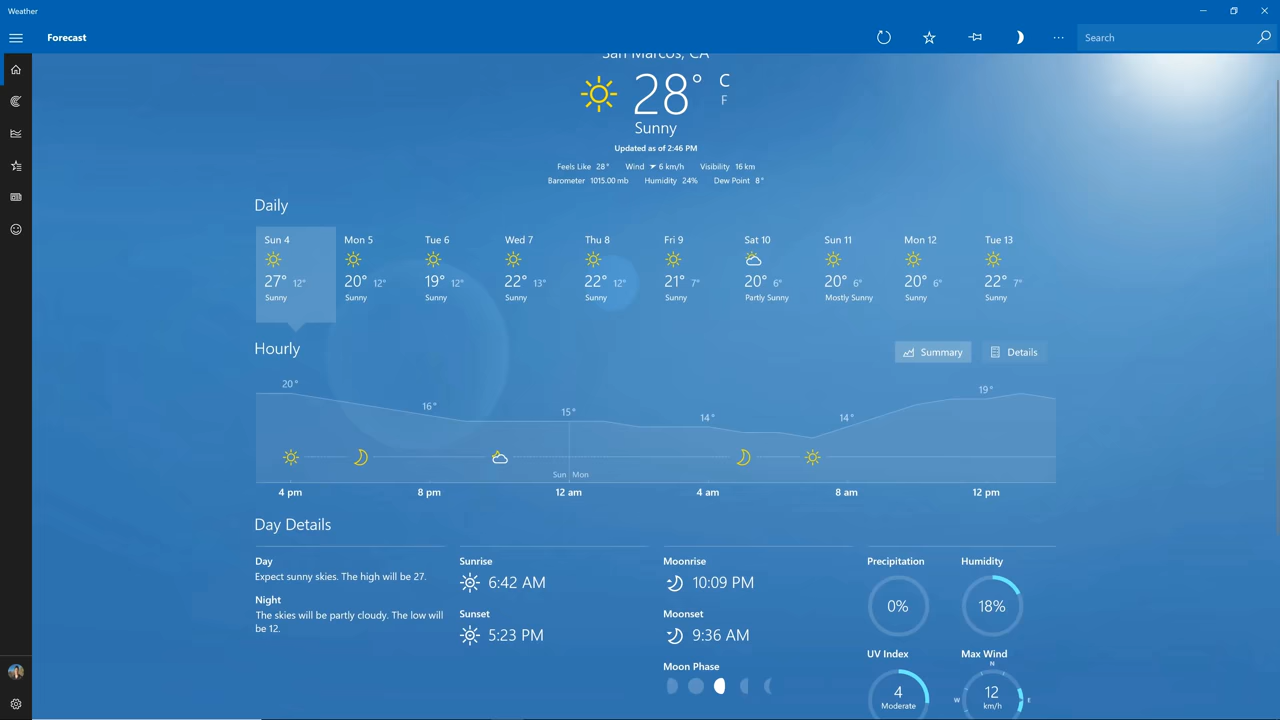 Weather
Forecast
Search
San Marcos, CA
28° C
F
Sunny
Updated as of 2:46 PM
Feels Like 28° Wind 6 km/h Visibility 16 km
Barometer 1015.00 mb Humidity 24% Dew Point 8°
Daily
Sun 4 Mon 5 Tue 6 Wed 7 Thu 8 Fri 9 Sat 10 Sun 11 Mon 12 Tue 13
27° 12° 20° 12° 19° 12° 22° 13° 22° 12° 21° 7° 20° 6° 20° 6° 20° 6° 22° 7°
Sunny Sunny Sunny Sunny Sunny Sunny Partly Sunny Mostly Sunny Sunny Sunny
Hourly
Summary Details
20° 16° 15° 14° 14° 19°
Sun Mon
4 pm 8 pm 12 am 4 am 8 am 12 pm
Day Details
Day
Expect sunny skies. The high will be 27.
Night
The skies will be partly cloudy. The low will
be 12.
Sunrise
6:42 AM
Sunset
5:23 PM
Moonrise
10:09 PM
Moonset
9:36 AM
Moon Phase
Precipitation
0%
Humidity
18%
UV Index
4
Moderate
Max Wind
N
W E
12
km/h